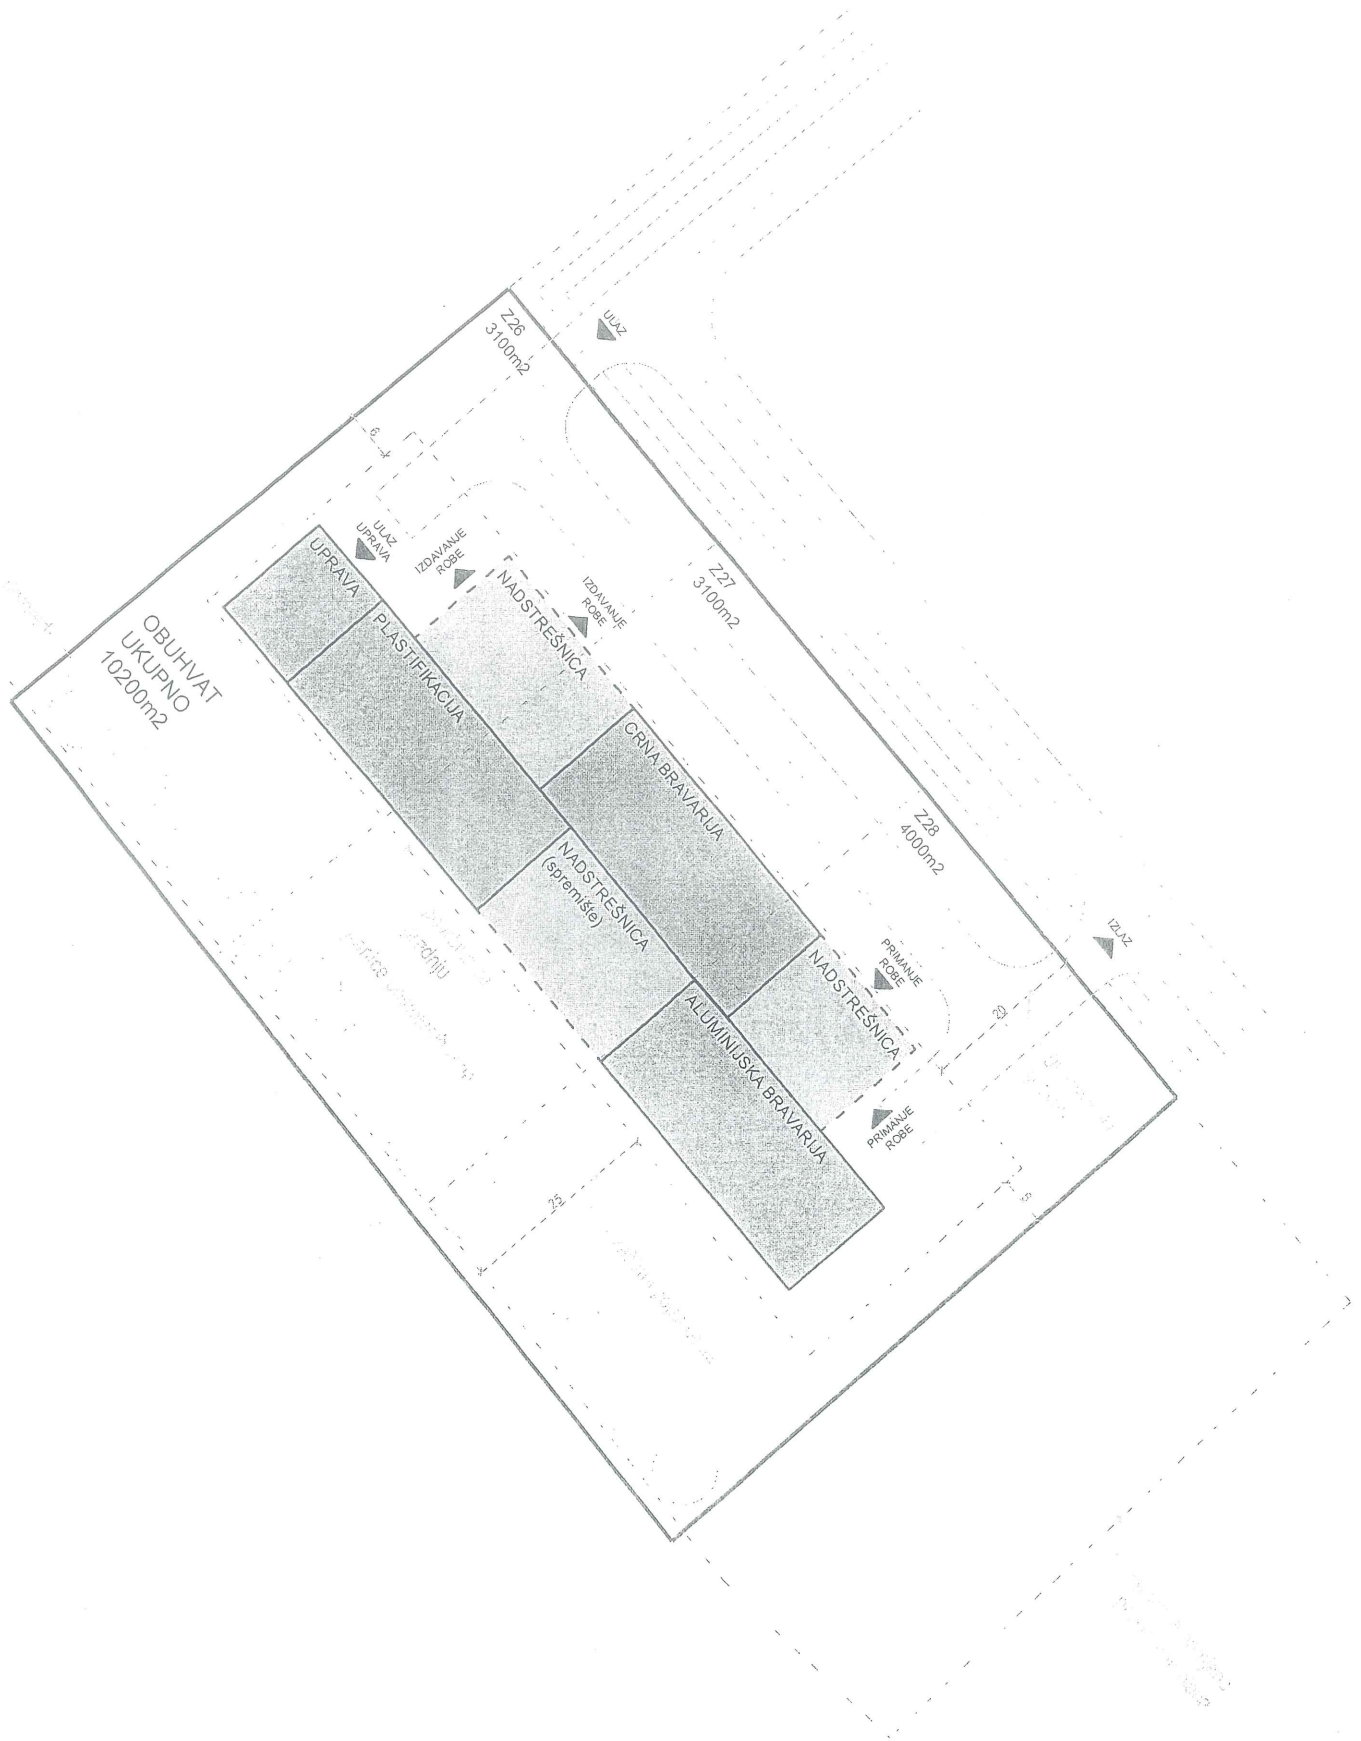 Z26
3100m2
ULAZ
6
ULAZ
UPRAVA
IZDAVANJE
ROBE
IZDAVANJE
ROBE
Z27
3100m2
UPRAVA
PLASTIFIKACIJA
NADSTREŠNICA
OBUHVAT
UKUPNO
10200m2
CRNA BRAVARIJA
NADSTREŠNICA
(spremište)
Z28
4000m2
IZLAZ
PRIMANJE
ROBE
NADSTREŠNICA
ALUMINIJSKA BRAVARIJA
20
PRIMANJE
ROBE
25
6